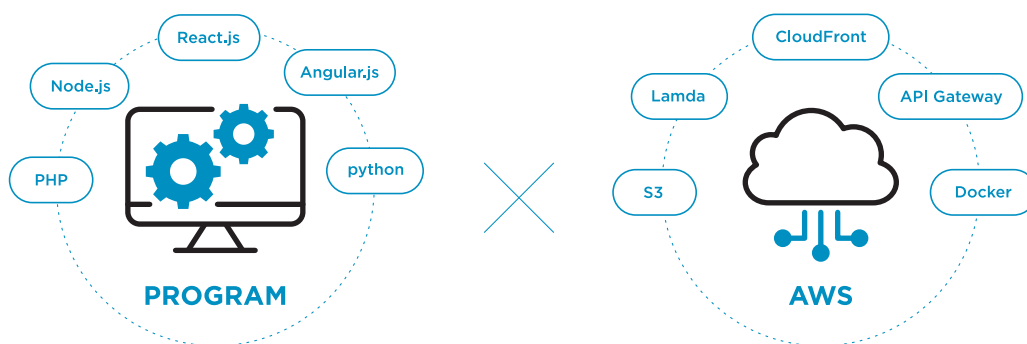 React.js
Node.js
Angular.js
PHP
python
PROGRAM
CloudFront
Lamda
API Gateway
S3
Docker
AWS